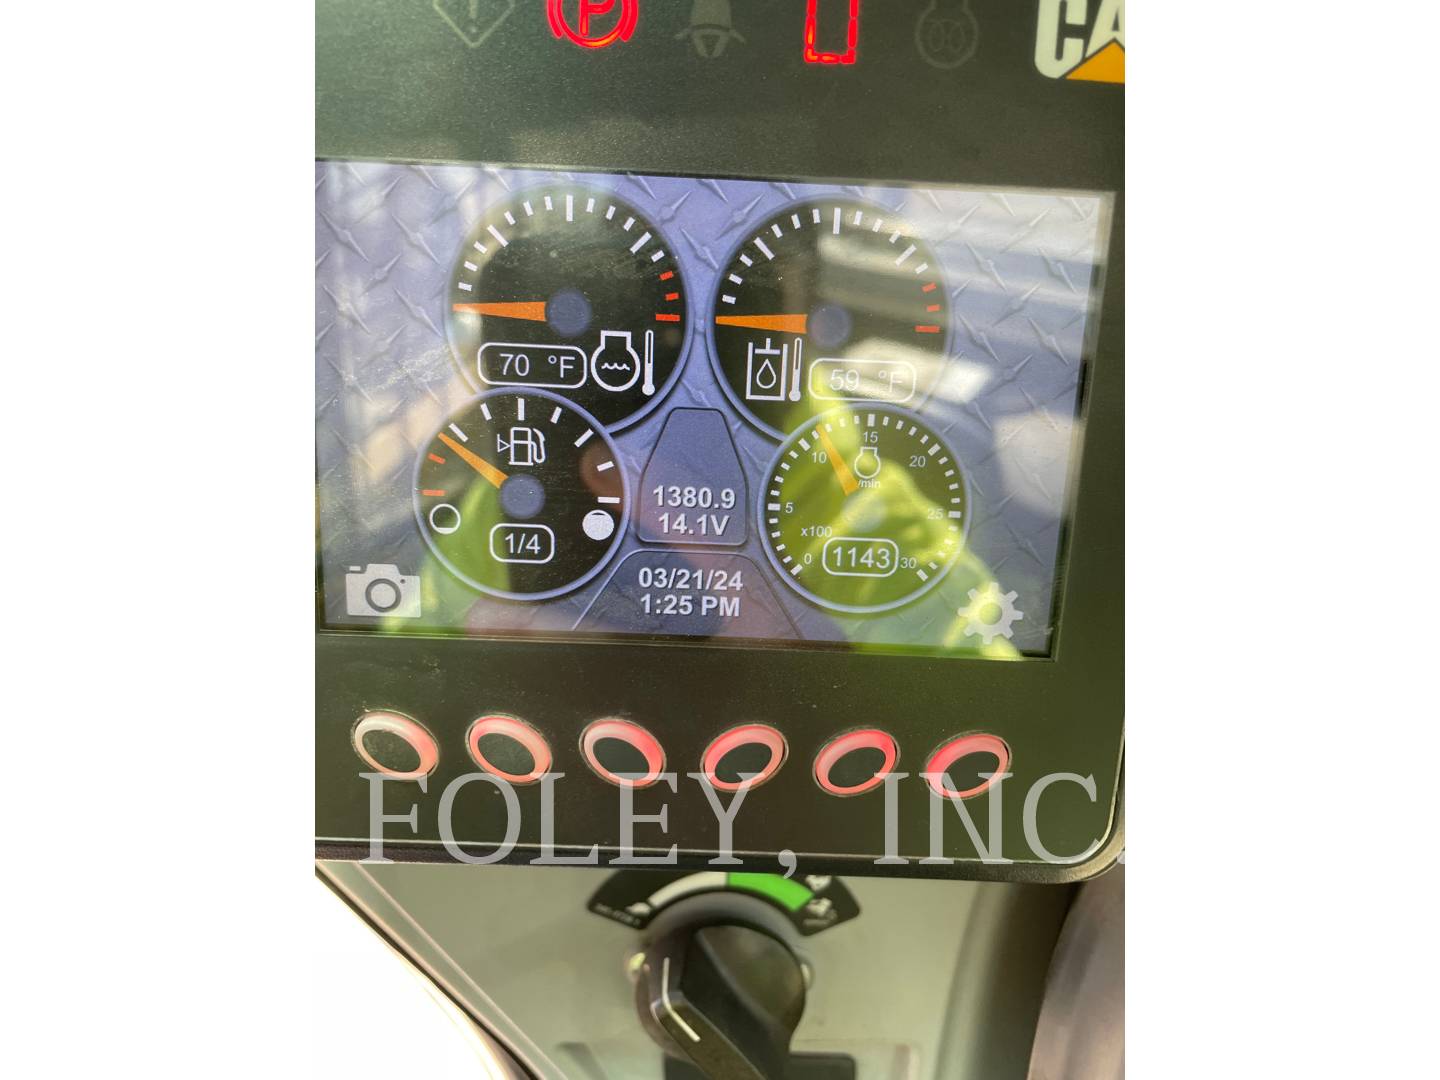 P
CA
70 °F
59 °F
15
10
20
/min
5
25
x100
0
1143
30
1380.9
14.1V
1/4
03/21/24
1:25 PM
FOLEY, INC.